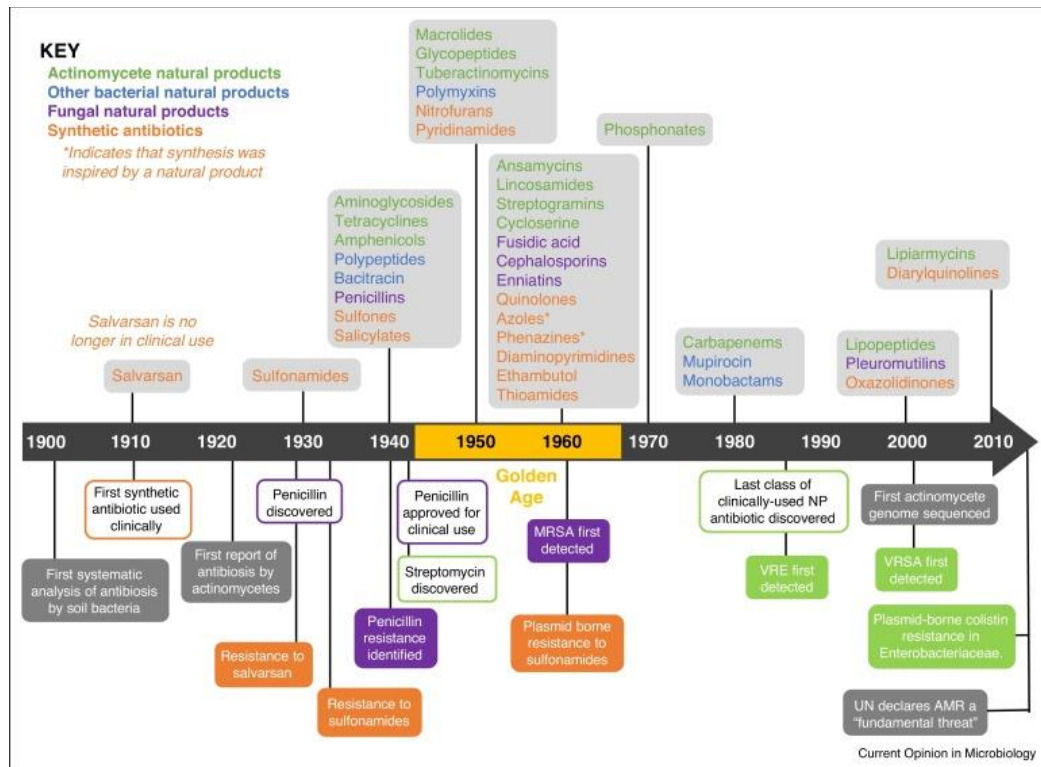 KEY
Actinomycete natural products
Other bacterial natural products
Fungal natural products
Synthetic antibiotics
*Indicates that synthesis was
inspired by a natural product
Salvarsan is no
longer in clinical use
Salvarsan
Sulfonamides
Aminoglycosides
Tetracyclines
Amphenicols
Polypeptides
Bacitracin
Penicillins
Sulfones
Salicylates
Macrolides
Glycopeptides
Tuberactinomycins
Polymyxins
Nitrofurans
Pyridinamides
Ansamycins
Lincosamides
Streptogramins
Cycloserine
Fusidic acid
Cephalosporins
Enniatins
Quinolones
Azoles*
Phenazines*
Diaminopyrimidines
Ethambutol
Thioamides
Phosphonates
Carbapenems
Mupirocin
Monobactams
Lipopeptides
Pleuromutilins
Oxazolidinones
Lipiarmycins
Diarylquinolines
1900 1910 1920 1930 1940 1950 1960 1970 1980 1990 2000 2010
Golden
Age
First systematic
analysis of antibiosis
by soil bacteria
First synthetic
antibiotic used
clinically
First report of
antibiosis by
actinomycetes
Resistance to
salvarsan
Penicillin
discovered
Resistance to
sulfonamides
Penicillin
resistance
identified
Penicillin
approved for
clinical use
Streptomycin
discovered
MRSA first
detected
Plasmid borne
resistance to
sulfonamides
Last class of
clinically-used NP
antibiotic discovered
VRE first
detected
First actinomycete
genome sequenced
VRSA first
detected
Plasmid-borne colistin
resistance in
Enterobacteriaceae.
UN declares AMR a
“fundamental threat”
Current Opinion in Microbiology